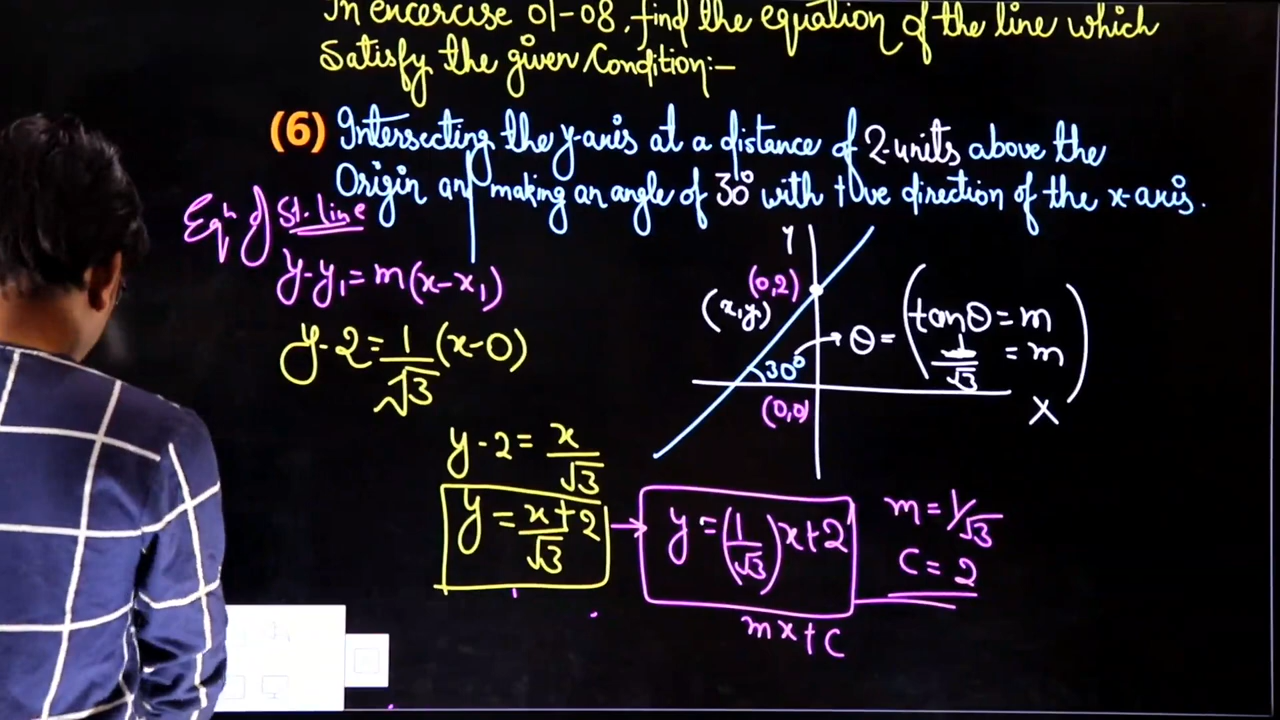 In encercise 01-08, find the equation of the line which
Satisfy the given Condition:-
(6) Intersecting the y-axis at a distance of 2-units above the
Origin and making an angle of 30° with +ive direction of the x-axis.
Eqⁿ of St. line
y-y₁=m(x-x₁)
y-2=1/√3(x-0)
y-2=x/√3
y=x/√3+2
y=(1/√3)x+2
mx+c
m=1/√3
c=2
y
(0,2)
(x,y)
30°
θ=(tanθ=m
1/√3=m)
(0,0)
X